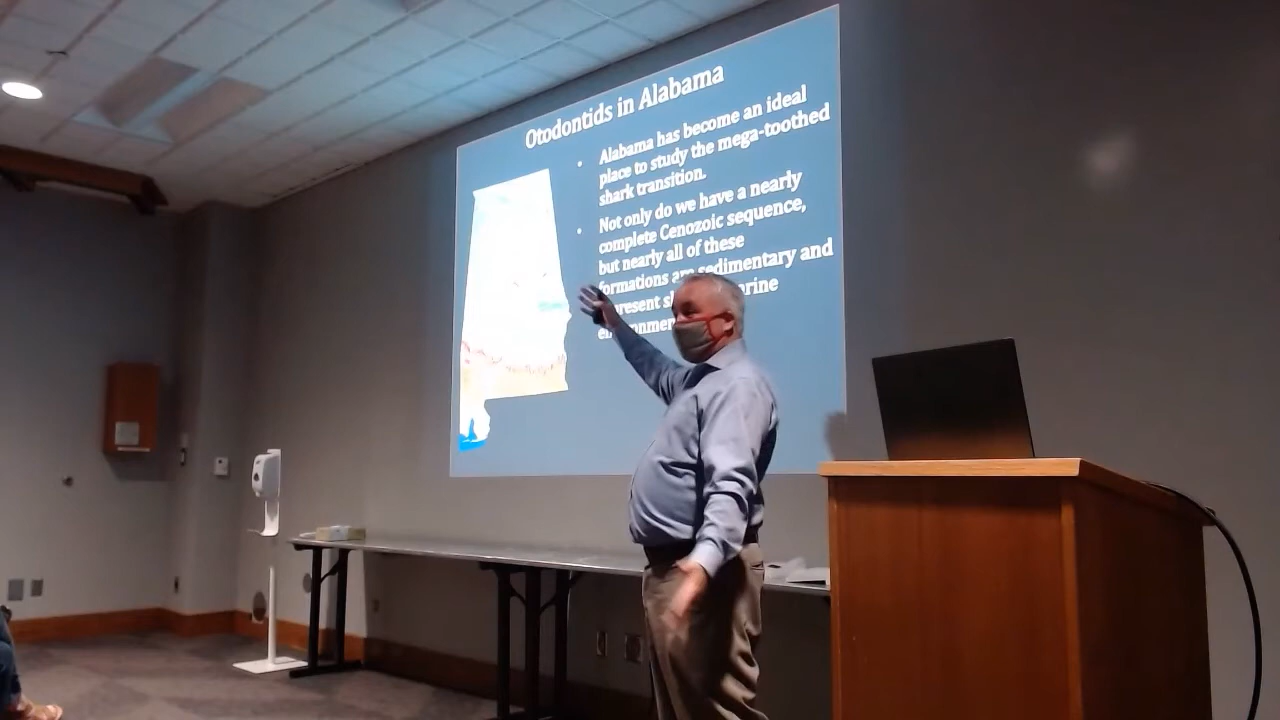 Otodontids in Alabama
• Alabama has become an ideal
place to study the mega-toothed
shark transition.
• Not only do we have a nearly
complete Cenozoic sequence,
but nearly all of these
formations are sedimentary and